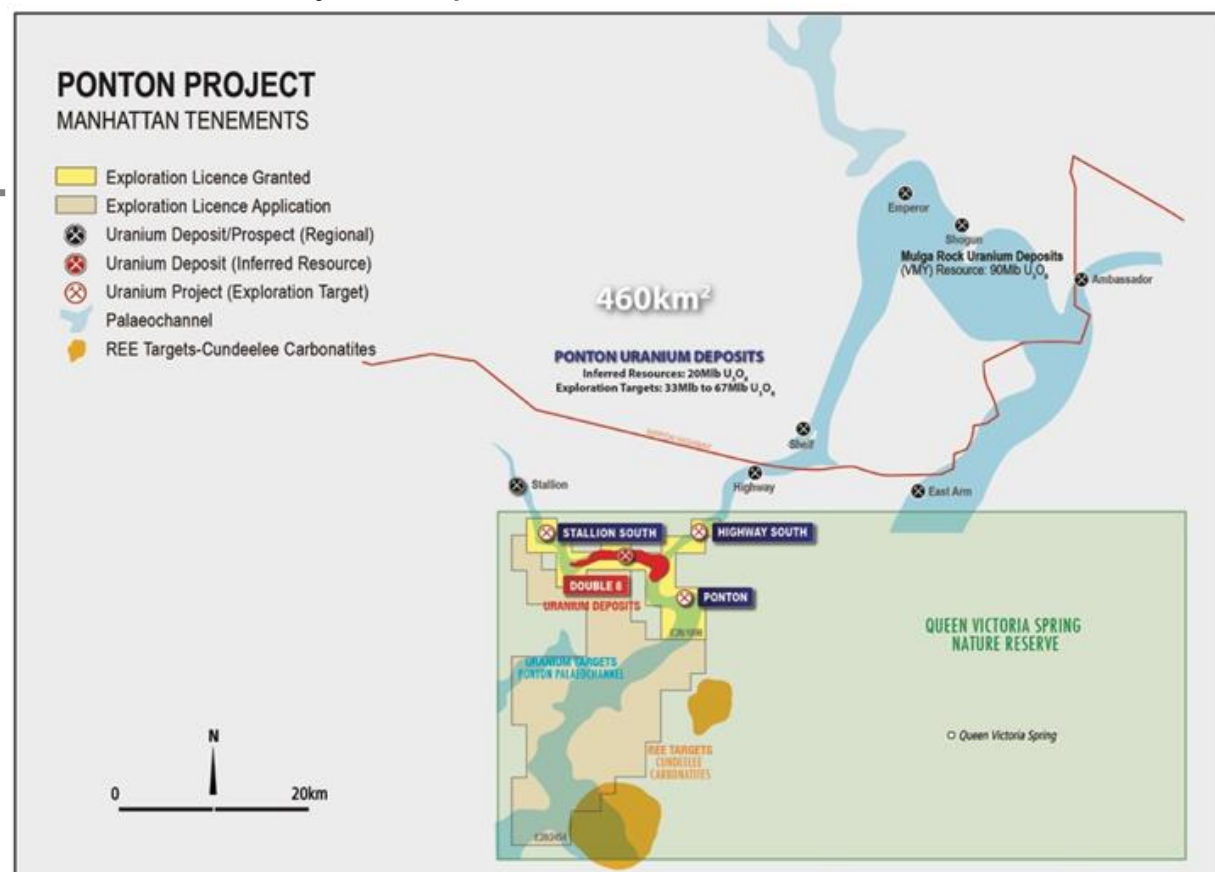 PONTON PROJECT
MANHATTAN TENEMENTS
Exploration Licence Granted
Exploration Licence Application
Uranium Deposit/Prospect (Regional)
Uranium Deposit (Inferred Resource)
Uranium Project (Exploration Target)
Palaeochannel
REE Targets-Cundeelee Carbonatites
Emperor
Shogun
Mulga Rock Uranium Deposits
(VMY) Resource: 90Mlb U₃O₈
Ambassador
460km²
PONTON URANIUM DEPOSITS
Inferred Resources: 20Mlb U₃O₈
Exploration Targets: 33Mlb to 67Mlb U₃O₈
Shelf
Highway
East Arm
Stallion
STALLION SOUTH
HIGHWAY SOUTH
DOUBLE 8
URANIUM DEPOSITS
PONTON
QUEEN VICTORIA SPRING
NATURE RESERVE
URANIUM TARGETS
PONTON PALAEOCHANNEL
Queen Victoria Spring
REE TARGETS
CUNDEELEE
CARBONATITES
N
0 20km